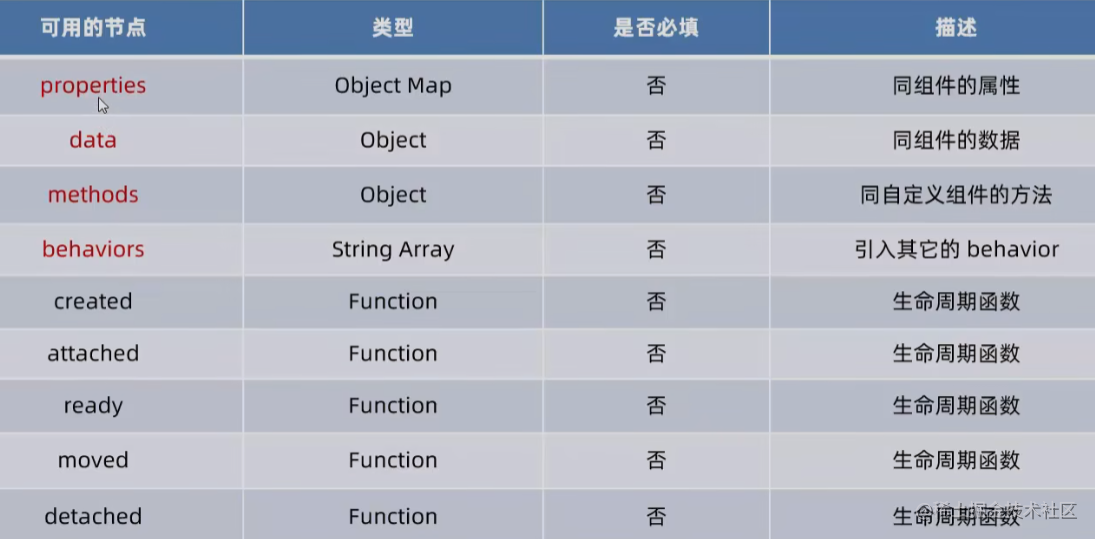 可用的节点 类型 是否必填 描述
properties Object Map 否 同组件的属性
data Object 否 同组件的数据
methods Object 否 同自定义组件的方法
behaviors String Array 否 引入其它的 behavior
created Function 否 生命周期函数
attached Function 否 生命周期函数
ready Function 否 生命周期函数
moved Function 否 生命周期函数
detached Function 否 生命周期函数
@稀土掘金技术社区